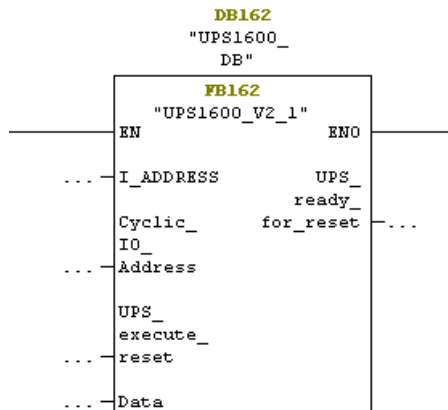 DB162
"UPS1600_
DB"
FB162
"UPS1600_V2_1"
EN ENO
... I_ADDRESS UPS_
ready_
Cyclic_ for_reset ...
IO_
... Address
UPS_
execute_
... reset
... Data